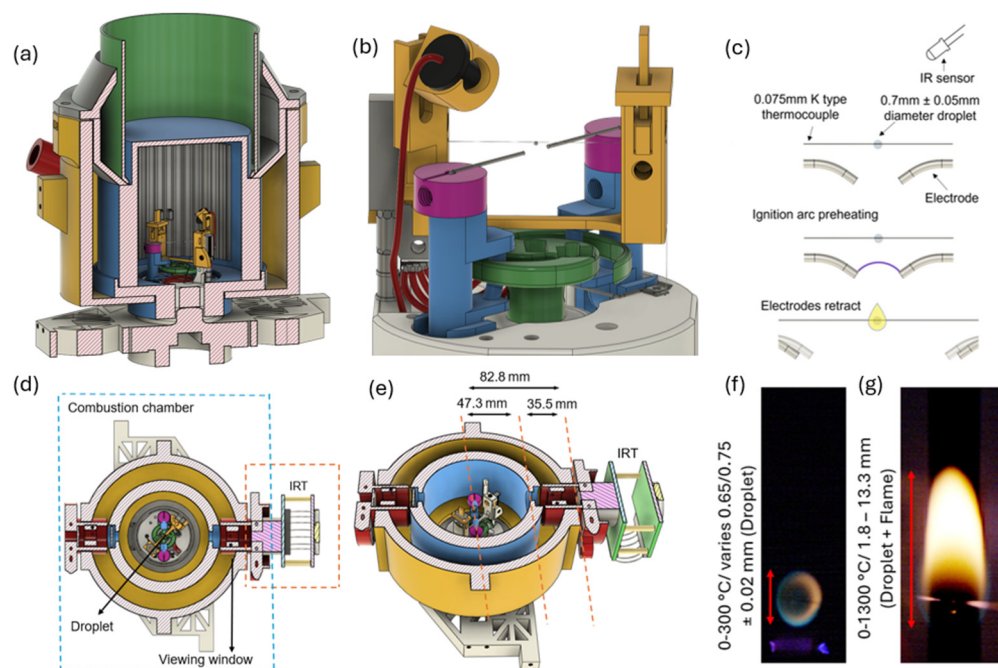 (a)
(b)
(c)
IR sensor
0.075mm K type
thermocouple
0.7mm ± 0.05mm
diameter droplet
Electrode
Ignition arc preheating
Electrodes retract
(d)
Combustion chamber
IRT
Droplet
Viewing window
(e)
82.8 mm
47.3 mm
35.5 mm
IRT
(f)
0-300 °C/ varies 0.65/0.75
± 0.02 mm (Droplet)
(g)
0-1300 °C/ 1.8 – 13.3 mm
(Droplet + Flame)